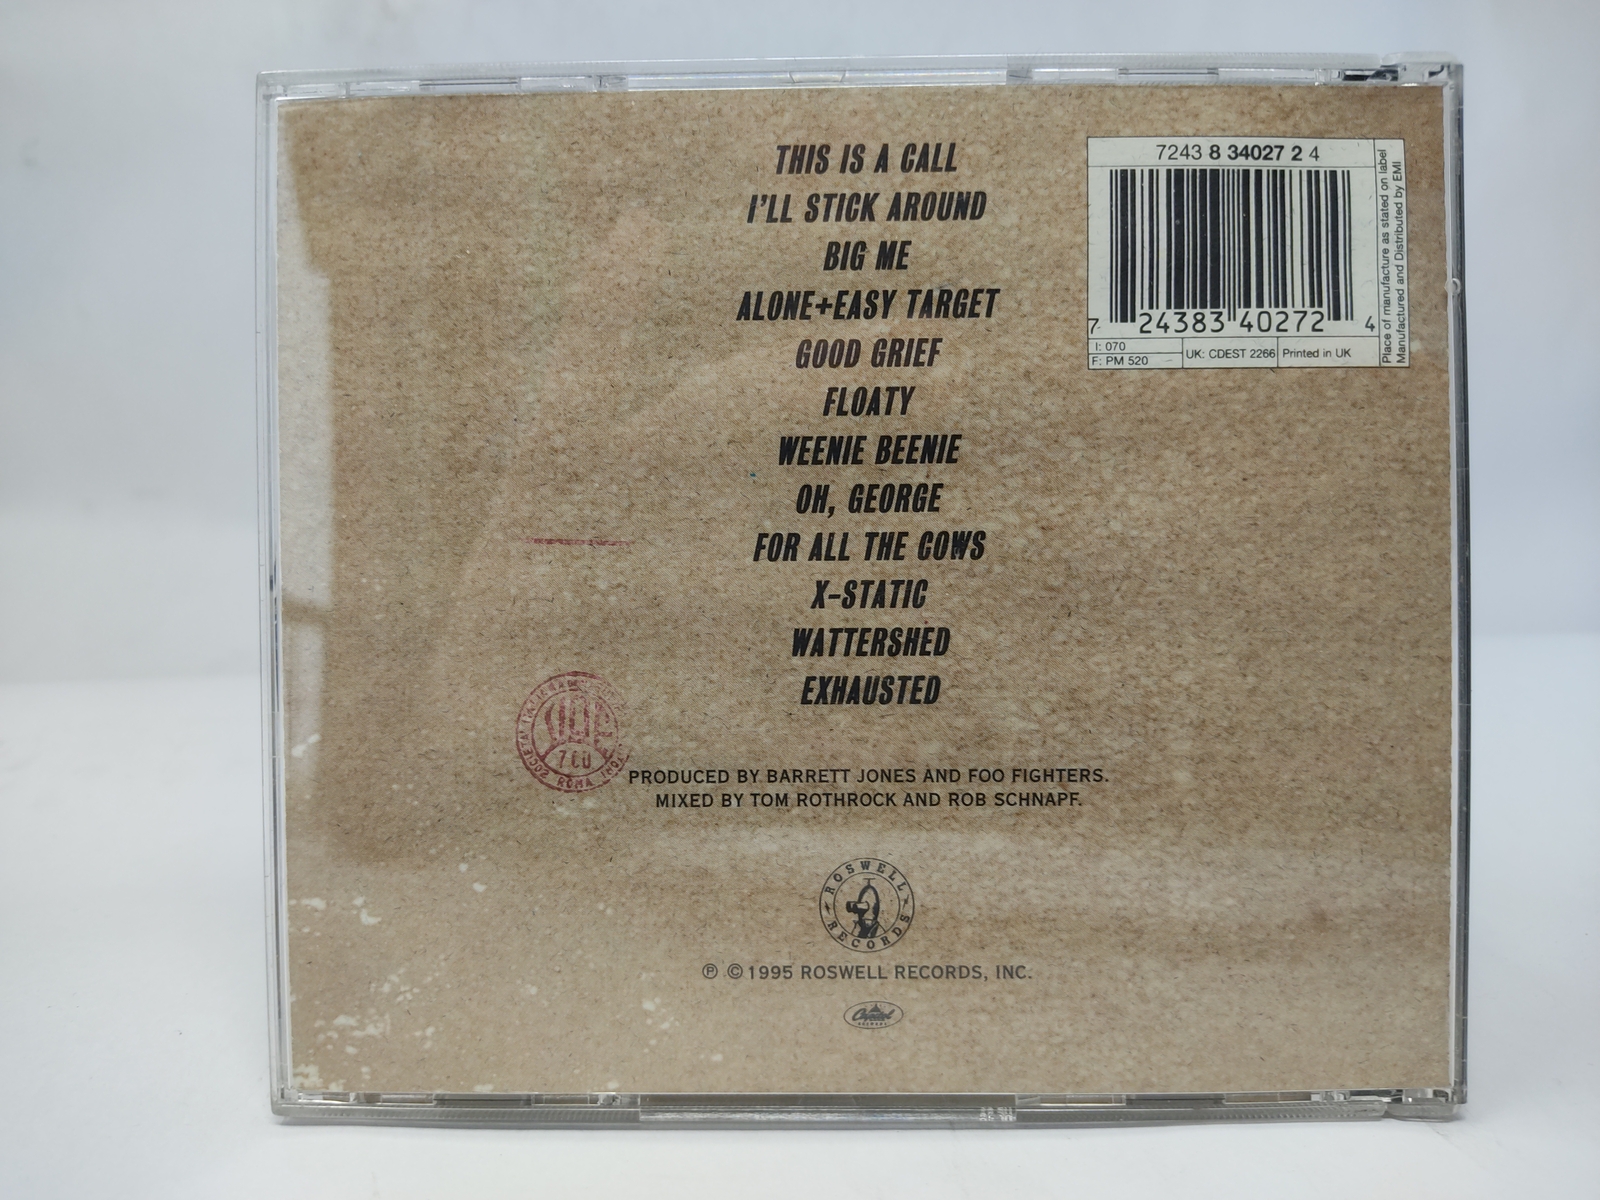 THIS IS A CALL
I'LL STICK AROUND
BIG ME
ALONE+EASY TARGET
GOOD GRIEF
FLOATY
WEENIE BEENIE
OH, GEORGE
FOR ALL THE COWS
X-STATIC
WATTERSHED
EXHAUSTED
7243 8 34027 2 4
7 24383 40272 4
I: 070
F: PM 520
UK: CDEST 2266
Printed in UK
Place of manufacture as stated on label
Manufactured and Distributed by EMI
ROMA
PRODUCED BY BARRETT JONES AND FOO FIGHTERS.
MIXED BY TOM ROTHROCK AND ROB SCHNAPF.
ROSWELL
RECORDS
℗ ©1995 ROSWELL RECORDS, INC.
Capitol